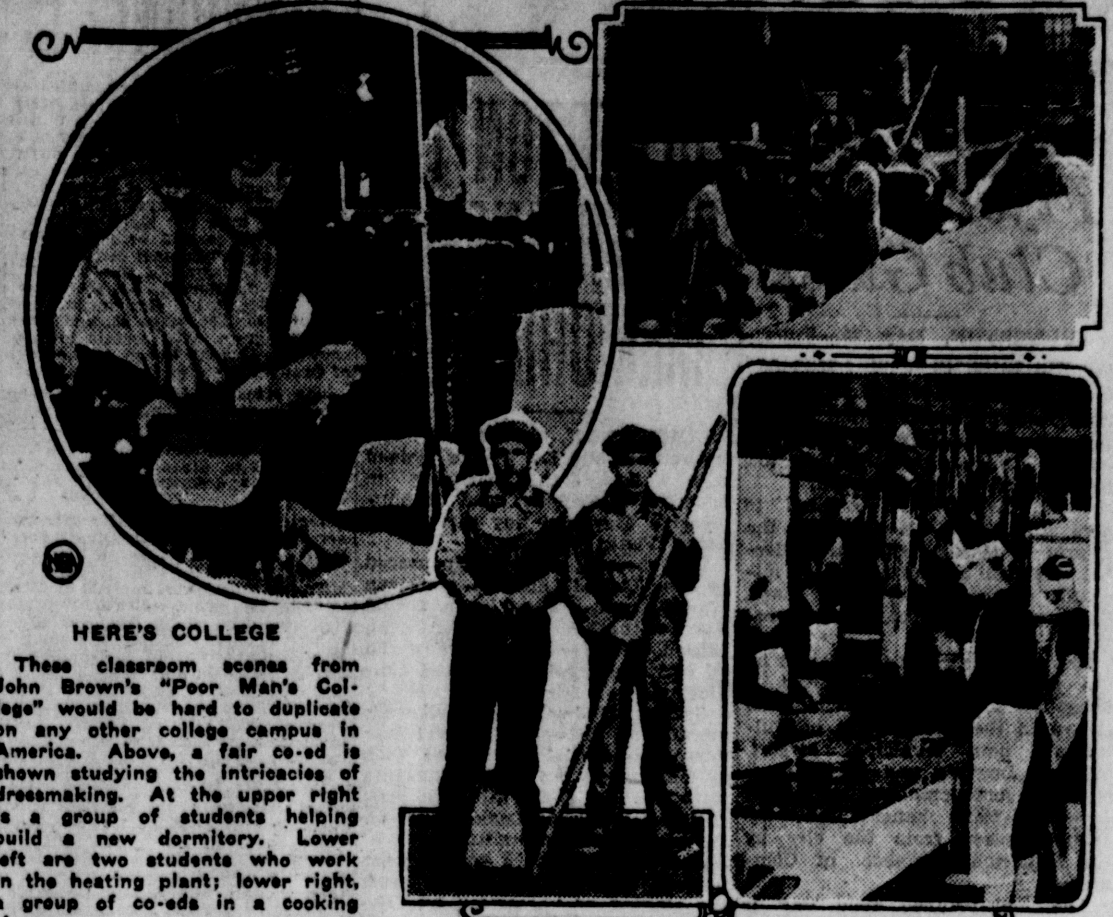 HERE'S COLLEGE
These classroom scenes from
John Brown's "Poor Man's Col-
lege" would be hard to duplicate
on any other college campus in
America. Above, a fair co-ed is
shown studying the intricacies of
dressmaking. At the upper right
is a group of students helping
build a new dormitory. Lower
left are two students who work
in the heating plant; lower right,
a group of co-eds in a cooking